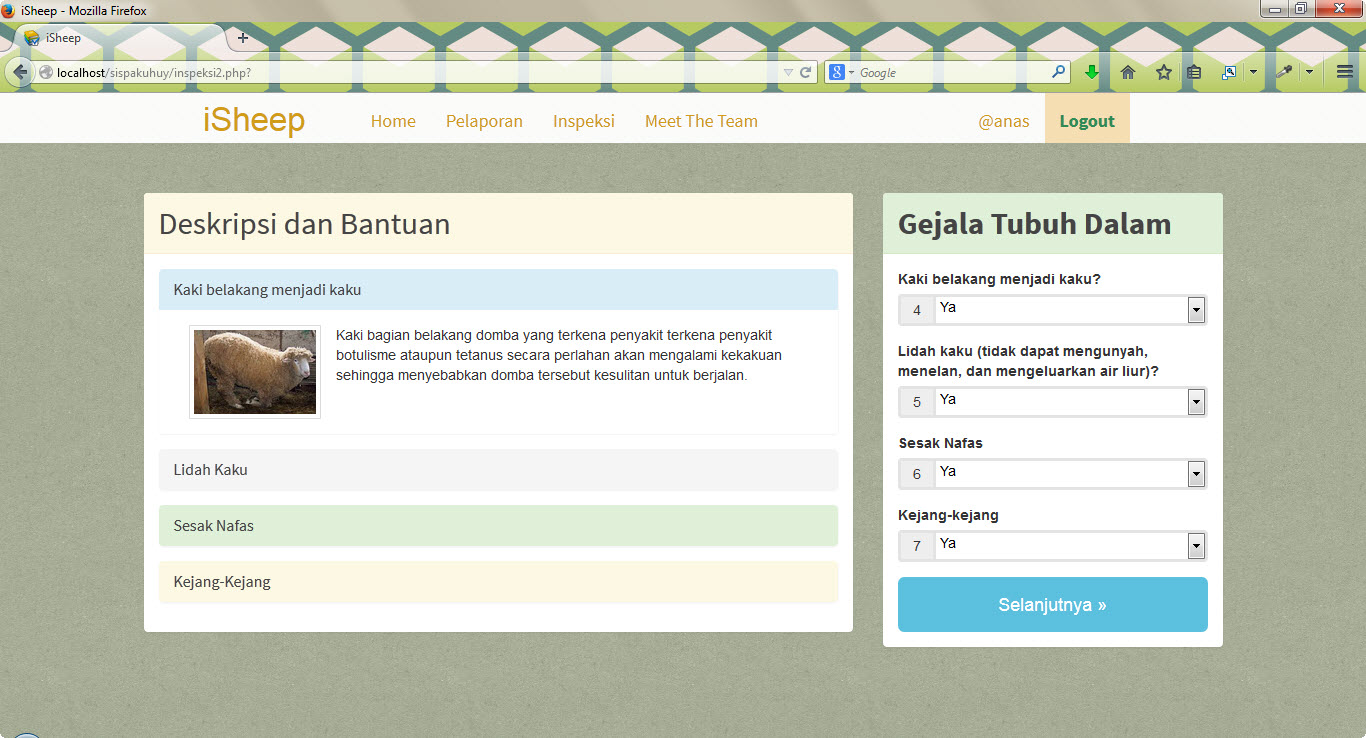 iSheep - Mozilla Firefox
iSheep
localhost/sispakuhuy/inspeksi2.php?
Google
iSheep Home Pelaporan Inspeksi Meet The Team @anas Logout
Deskripsi dan Bantuan
Kaki belakang menjadi kaku
Kaki bagian belakang domba yang terkena penyakit terkena penyakit
botulisme ataupun tetanus secara perlahan akan mengalami kekakuan
sehingga menyebabkan domba tersebut kesulitan untuk berjalan.
Lidah Kaku
Sesak Nafas
Kejang-Kejang
Gejala Tubuh Dalam
Kaki belakang menjadi kaku?
4 Ya
Lidah kaku (tidak dapat mengunyah,
menelan, dan mengeluarkan air liur)?
5 Ya
Sesak Nafas
6 Ya
Kejang-kejang
7 Ya
Selanjutnya »